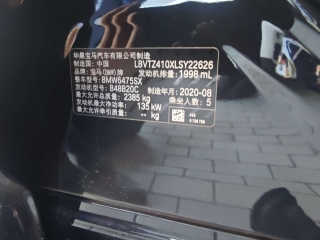 华晨宝马汽车有限公司制造
制造国：中国 LBVTZ410XLSY22626
品牌：宝马(BMW)牌 发动机排量：1998 mL
整车型号：BMW6475SX
发动机型号：B48B20C 制造年月：2020-08
最大允许总质量：2385 kg 乘坐人数：5
发动机最大净功率：135 kW
最大允许牵引质量：-- kg